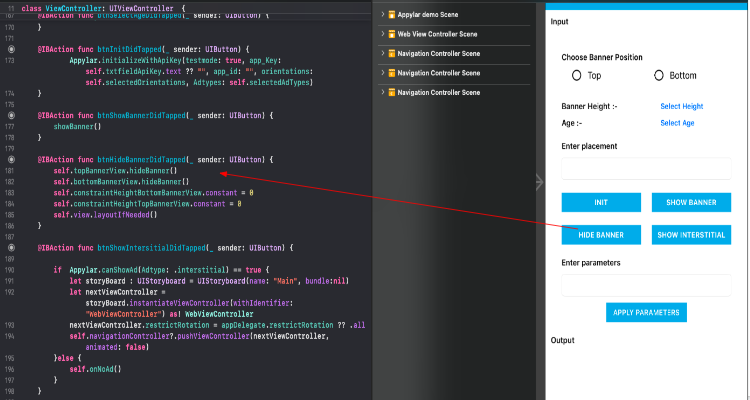 11 class ViewController: UIViewController {
167 @IBAction func btnSelectAgeDidTapped(_ sender: UIButton) {
170 }
171
@IBAction func btnInitDidTapped(_ sender: UIButton) {
173 Appylar.initializeWithApiKey(testmode: true, app_Key:
self.txtfieldApiKey.text ?? "", app_id: "", orientations:
self.selectedOrientations, Adtypes: self.selectedAdTypes)
174 }
175
@IBAction func btnShowBannerDidTapped(_ sender: UIButton) {
177 showBanner()
178 }
179
@IBAction func btnHideBannerDidTapped(_ sender: UIButton) {
181 self.topBannerView.hideBanner()
182 self.bottomBannerView.hideBanner()
183 self.constraintHeightBottomBannerView.constant = 0
184 self.constraintHeightTopBannerView.constant = 0
185 self.view.layoutIfNeeded()
186 }
187
@IBAction func btnShowIntersitialDidTapped(_ sender: UIButton) {
189
190 if Appylar.canShowAd(Adtype: .interstitial) == true {
191 let storyBoard : UIStoryboard = UIStoryboard(name: "Main", bundle:nil)
192 let nextViewController =
storyBoard.instantiateViewController(withIdentifier:
"WebViewController") as! WebViewController
193 nextViewController.restrictRotation = appDelegate.restrictRotation ?? .all
194 self.navigationController?.pushViewController(nextViewController,
animated: false)
195 }else {
196 self.onNoAd()
197 }
198 }
Appylar demo Scene
Web View Controller Scene
Navigation Controller Scene
Navigation Controller Scene
Navigation Controller Scene
Input
Choose Banner Position
Top Bottom
Banner Height :- Select Height
Age :- Select Age
Enter placement
INIT SHOW BANNER
HIDE BANNER SHOW INTERSTITIAL
Enter parameters
APPLY PARAMETERS
Output